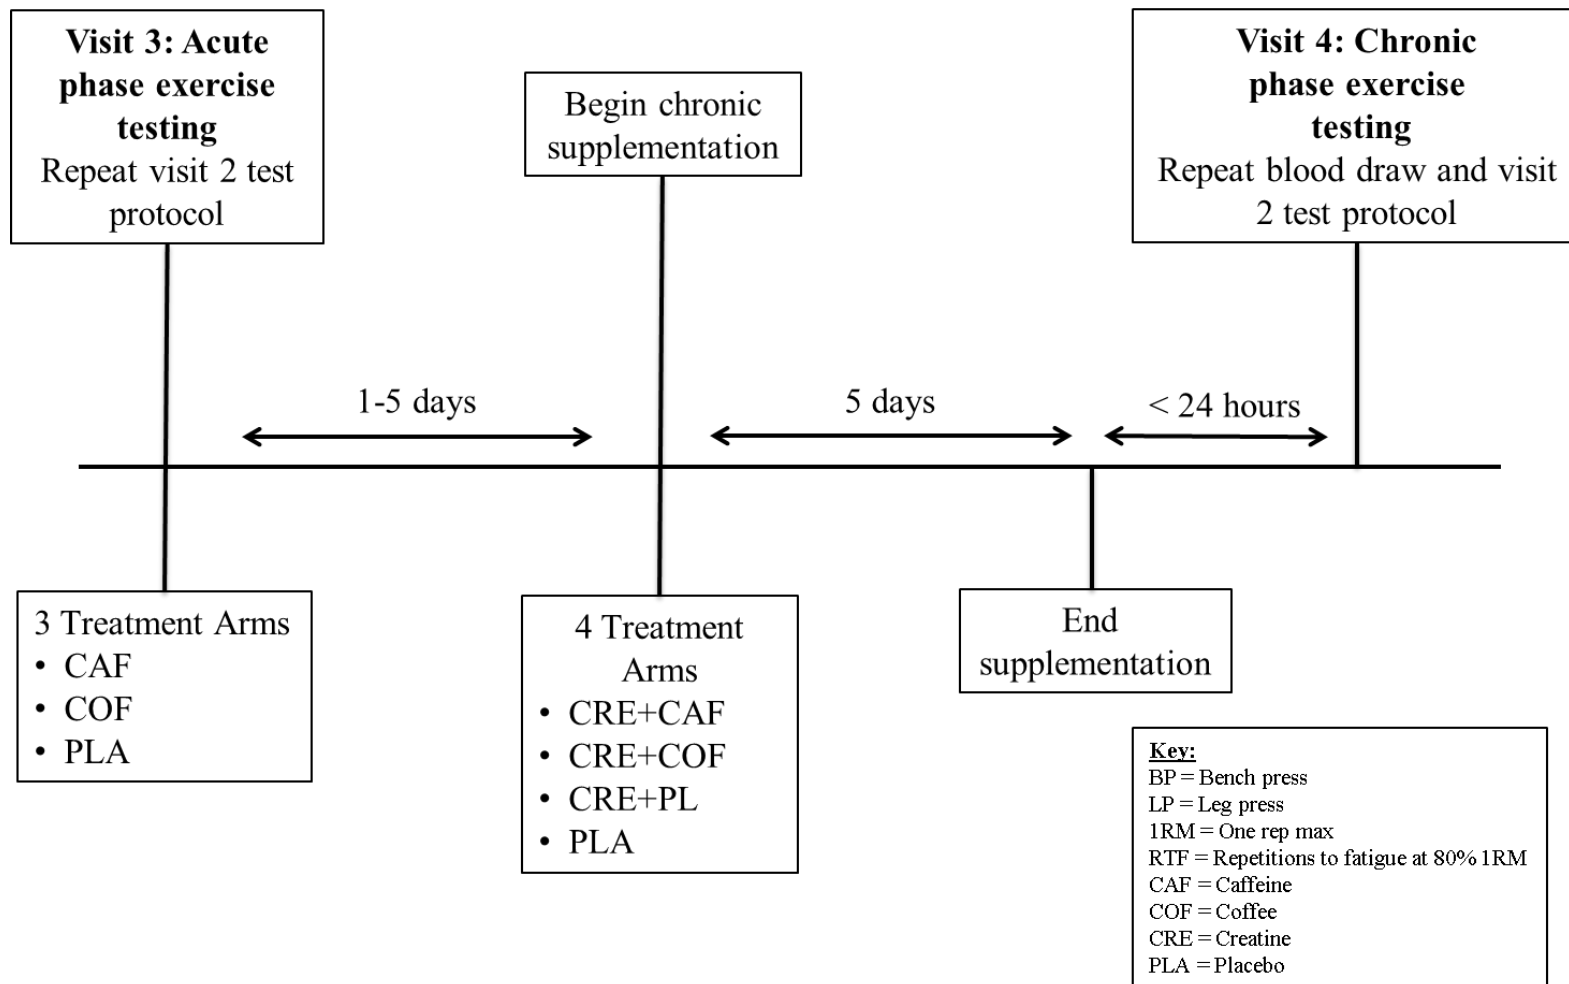 Visit 3: Acute
phase exercise
testing
Repeat visit 2 test
protocol
Begin chronic
supplementation
Visit 4: Chronic
phase exercise
testing
Repeat blood draw and visit
2 test protocol
1-5 days
5 days
< 24 hours
3 Treatment Arms
• CAF
• COF
• PLA
4 Treatment
Arms
• CRE+CAF
• CRE+COF
• CRE+PL
• PLA
End
supplementation
Key:
BP = Bench press
LP = Leg press
1RM = One rep max
RTF = Repetitions to fatigue at 80% 1RM
CAF = Caffeine
COF = Coffee
CRE = Creatine
PLA = Placebo